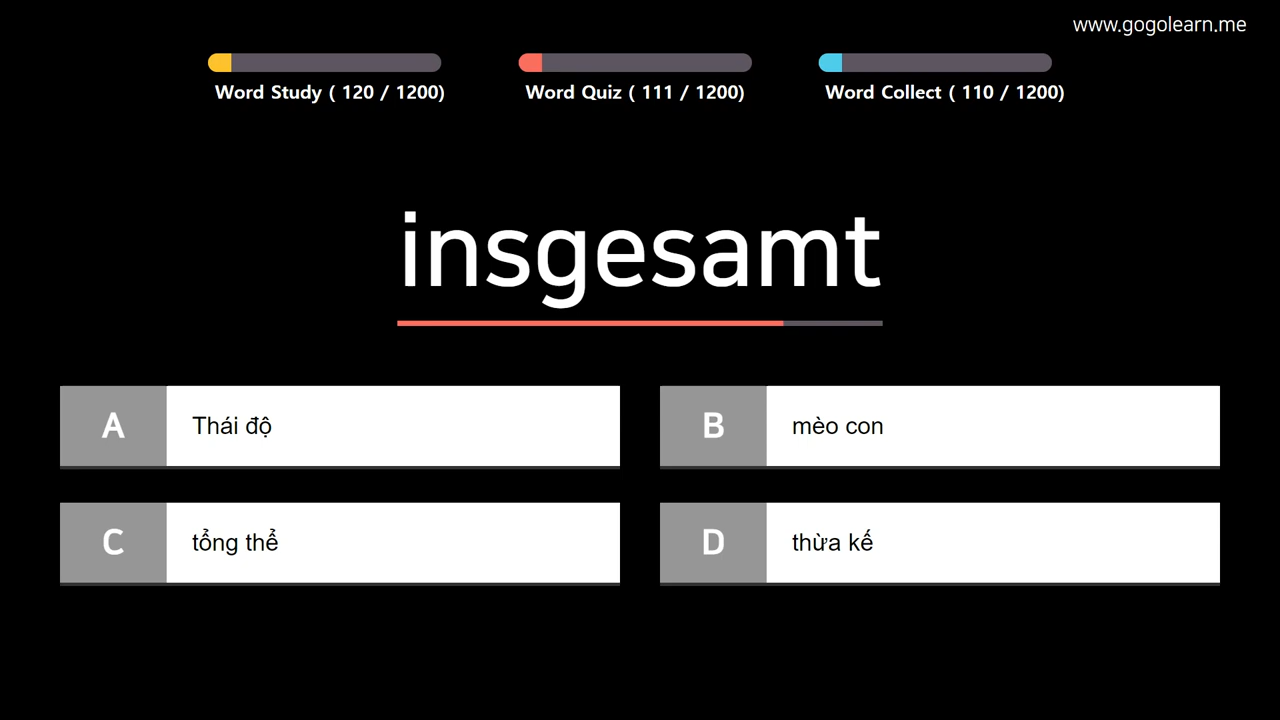 www.gogolearn.me
Word Study ( 120 / 1200)
Word Quiz ( 111 / 1200)
Word Collect ( 110 / 1200)
insgesamt
A Thái độ
B mèo con
C tổng thể
D thừa kế